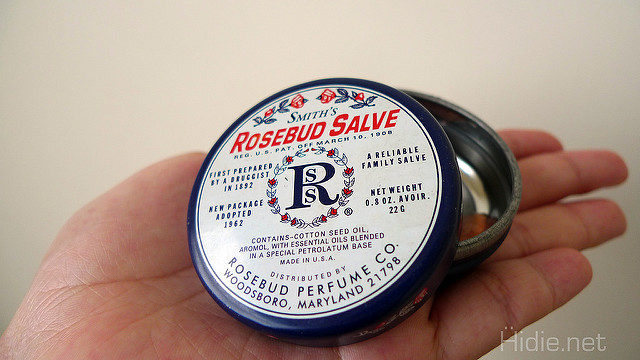 SMITH'S
ROSEBUD SALVE
REG. U.S. PAT. OFF MARCH 10, 1908
FIRST PREPARED
BY A DRUGGIST
IN 1892
NEW PACKAGE
ADOPTED
1962
S
R
S
S
®
A RELIABLE
FAMILY SALVE
NET WEIGHT
0.8 OZ. AVOIR.
22 G
CONTAINS-COTTON SEED OIL,
AROMOL, WITH ESSENTIAL OILS BLENDED
IN A SPECIAL PETROLATUM BASE
MADE IN U.S.A.
DISTRIBUTED BY
ROSEBUD PERFUME CO.
WOODSBORO, MARYLAND 21798
Hidie.net